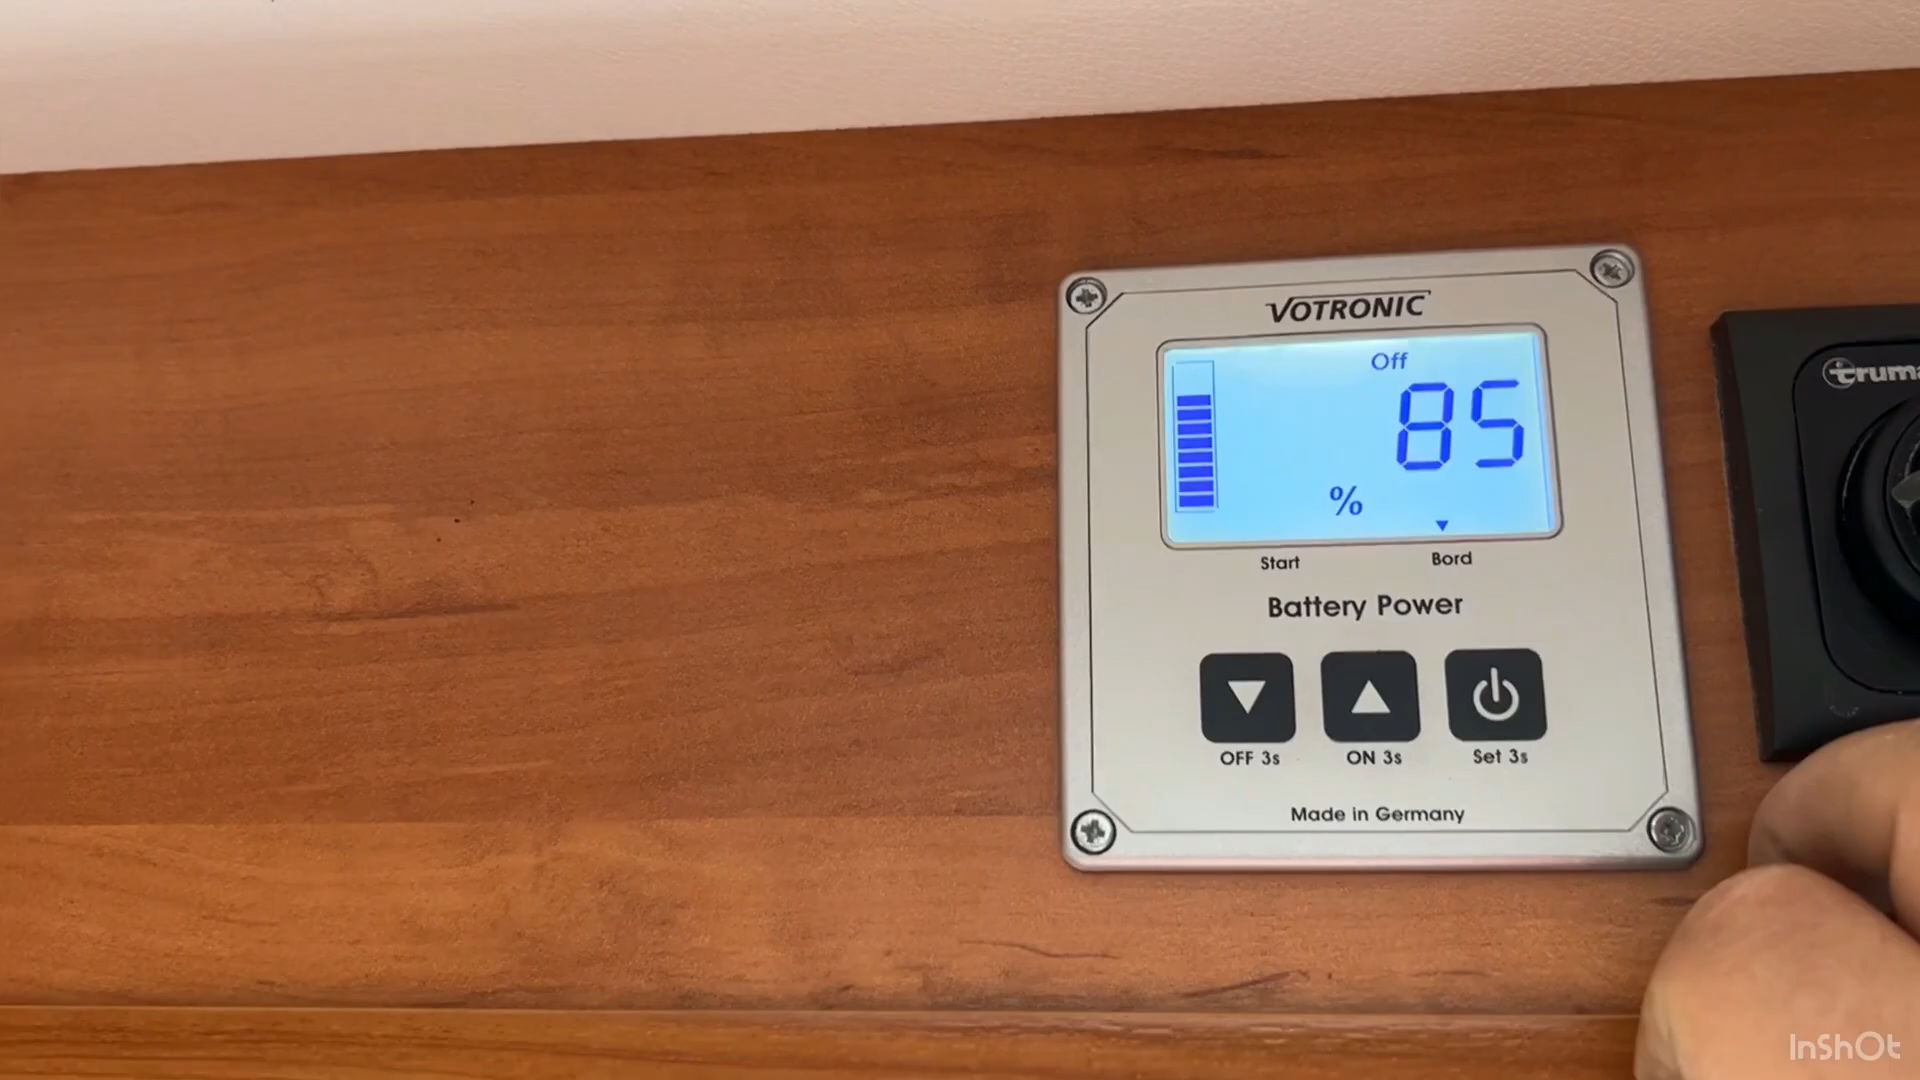 VOTRONIC
Off
85
%
Start Bord
Battery Power
OFF 3s ON 3s Set 3s
Made in Germany
InShOt